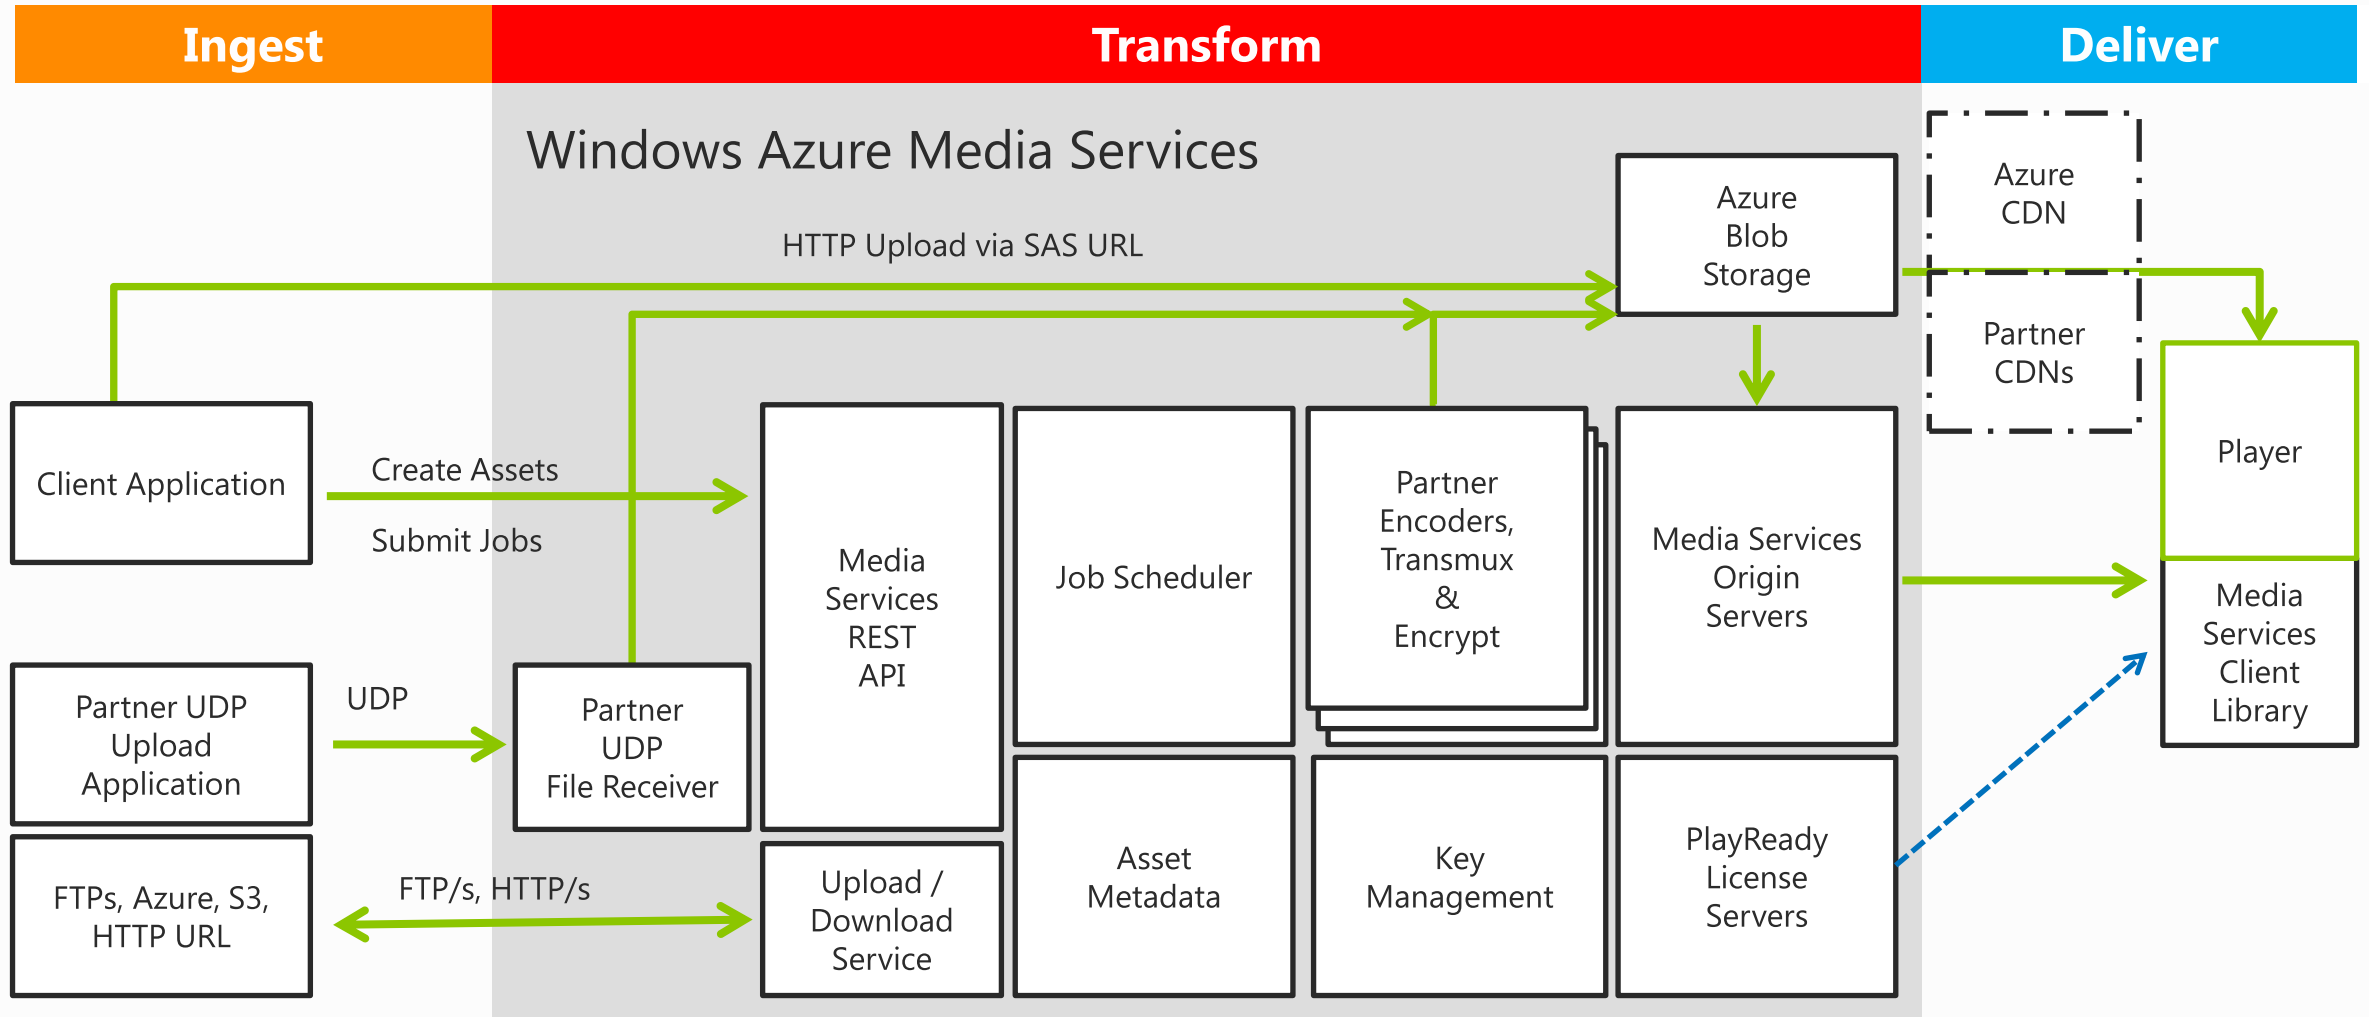 Ingest
Transform
Deliver
Windows Azure Media Services
HTTP Upload via SAS URL
Azure
Blob
Storage
Azure
CDN
Partner
CDNs
Client Application
Create Assets
Submit Jobs
Media
Services
REST
API
Job Scheduler
Partner
Encoders,
Transmux
&
Encrypt
Media Services
Origin
Servers
Player
Media
Services
Client
Library
Partner UDP
Upload
Application
UDP
Partner
UDP
File Receiver
FTPs, Azure, S3,
HTTP URL
FTP/s, HTTP/s
Upload /
Download
Service
Asset
Metadata
Key
Management
PlayReady
License
Servers